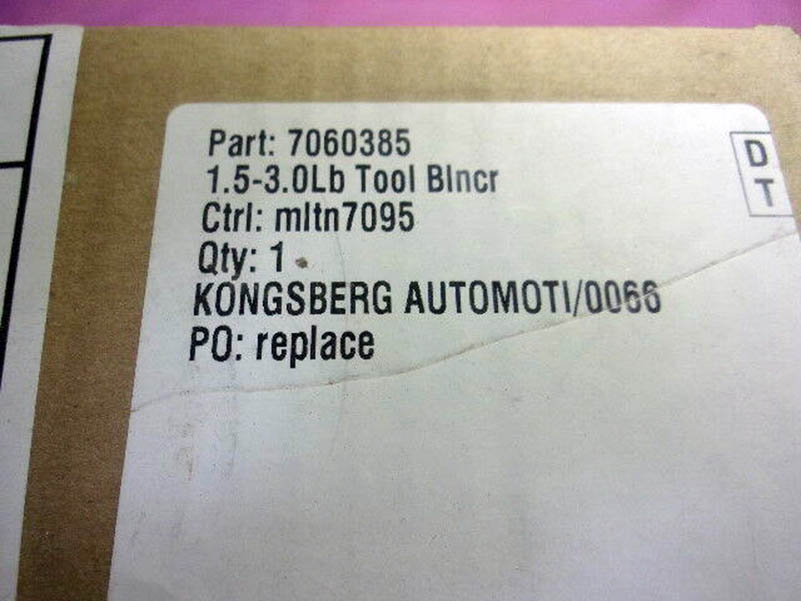 Part: 7060385
1.5-3.0Lb Tool Blncr
Ctrl: mltn7095
Qty: 1
KONGSBERG AUTOMOTI/0066
PO: replace
D
T